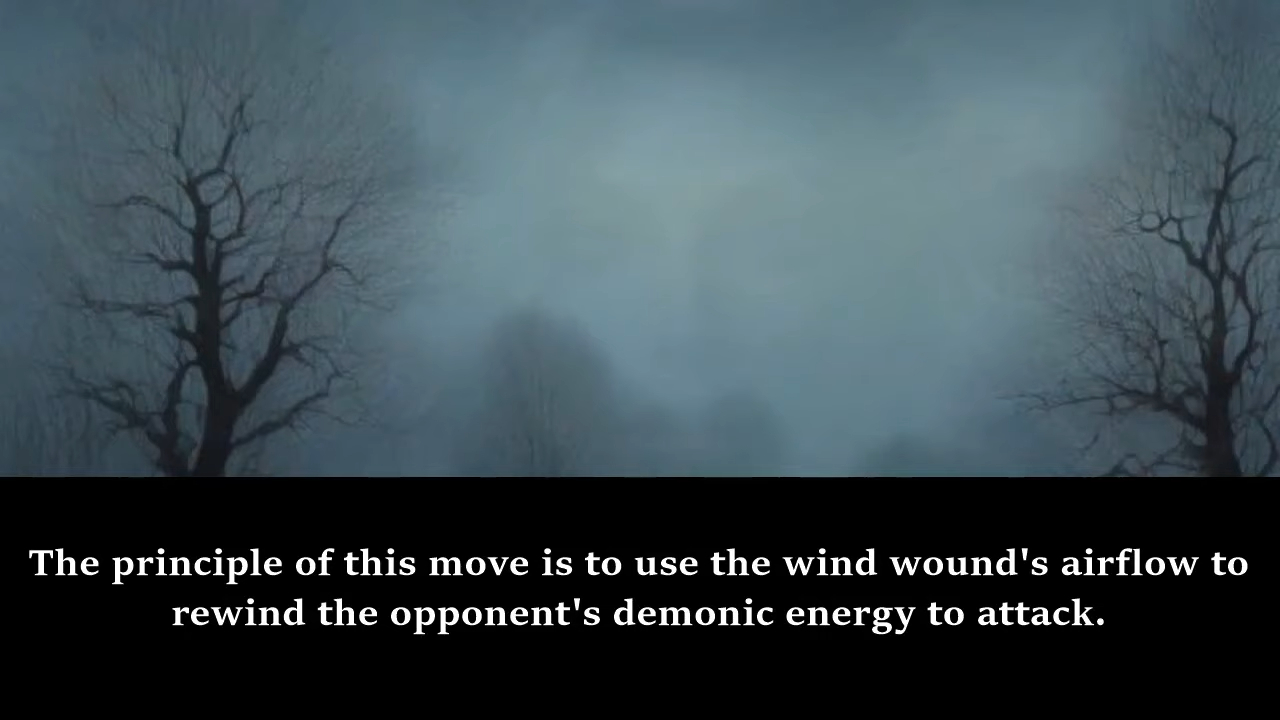 The principle of this move is to use the wind wound's airflow to
rewind the opponent's demonic energy to attack.